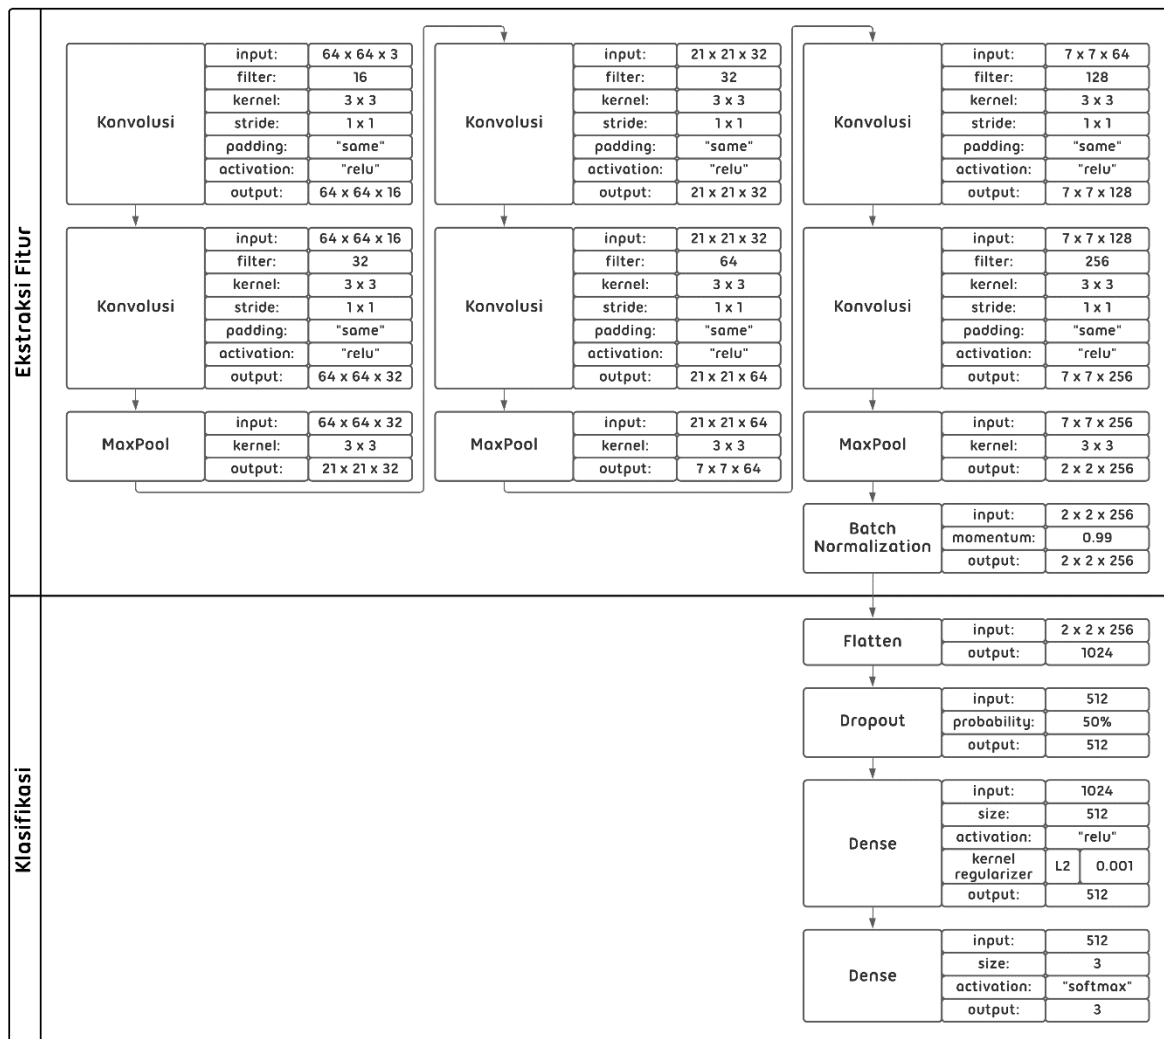 Ekstraksi Fitur
Konvolusi
input: 64 x 64 x 3
filter: 16
kernel: 3 x 3
stride: 1 x 1
padding: "same"
activation: "relu"
output: 64 x 64 x 16
Konvolusi
input: 64 x 64 x 16
filter: 32
kernel: 3 x 3
stride: 1 x 1
padding: "same"
activation: "relu"
output: 64 x 64 x 32
MaxPool
input: 64 x 64 x 32
kernel: 3 x 3
output: 21 x 21 x 32
Konvolusi
input: 21 x 21 x 32
filter: 32
kernel: 3 x 3
stride: 1 x 1
padding: "same"
activation: "relu"
output: 21 x 21 x 32
Konvolusi
input: 21 x 21 x 32
filter: 64
kernel: 3 x 3
stride: 1 x 1
padding: "same"
activation: "relu"
output: 21 x 21 x 64
MaxPool
input: 21 x 21 x 64
kernel: 3 x 3
output: 7 x 7 x 64
Konvolusi
input: 7 x 7 x 64
filter: 128
kernel: 3 x 3
stride: 1 x 1
padding: "same"
activation: "relu"
output: 7 x 7 x 128
Konvolusi
input: 7 x 7 x 128
filter: 256
kernel: 3 x 3
stride: 1 x 1
padding: "same"
activation: "relu"
output: 7 x 7 x 256
MaxPool
input: 7 x 7 x 256
kernel: 3 x 3
output: 2 x 2 x 256
Batch
Normalization
input: 2 x 2 x 256
momentum: 0.99
output: 2 x 2 x 256
Klasifikasi
Flatten
input: 2 x 2 x 256
output: 1024
Dropout
input: 512
probability: 50%
output: 512
Dense
input: 1024
size: 512
activation: "relu"
kernel
regularizer L2 0.001
output: 512
Dense
input: 512
size: 3
activation: "softmax"
output: 3